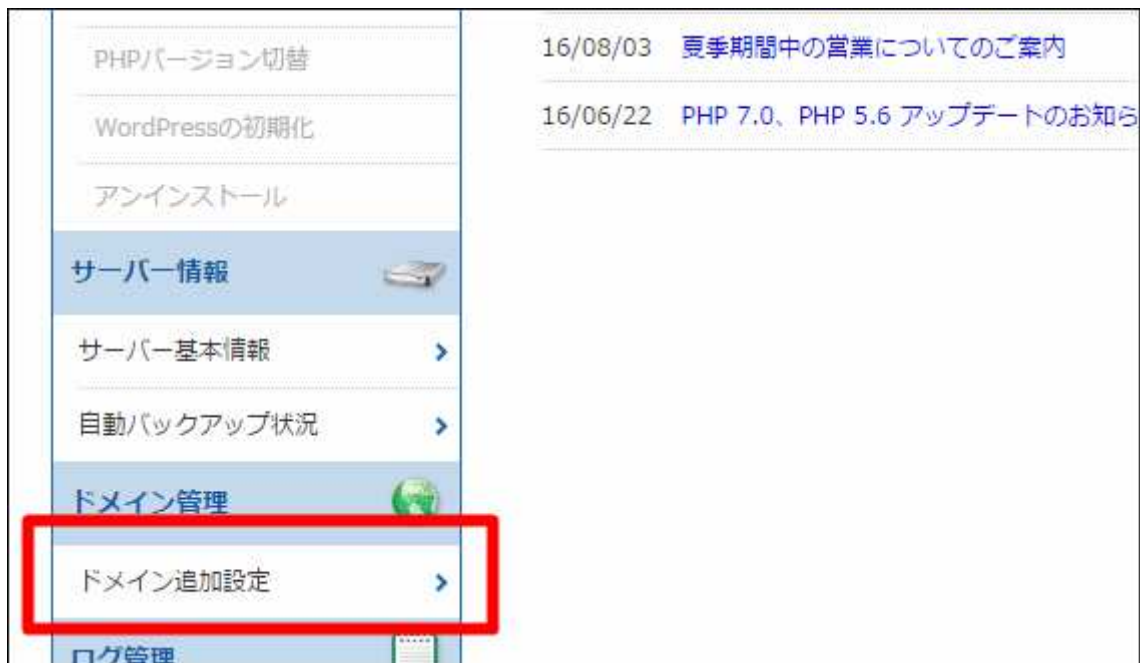 PHPバージョン切替
WordPressの初期化
アンインストール
サーバー情報
サーバー基本情報
自動バックアップ状況
ドメイン管理
ドメイン追加設定
ログ管理
16/08/03 夏季期間中の営業についてのご案内
16/06/22 PHP 7.0、PHP 5.6 アップデートのお知ら